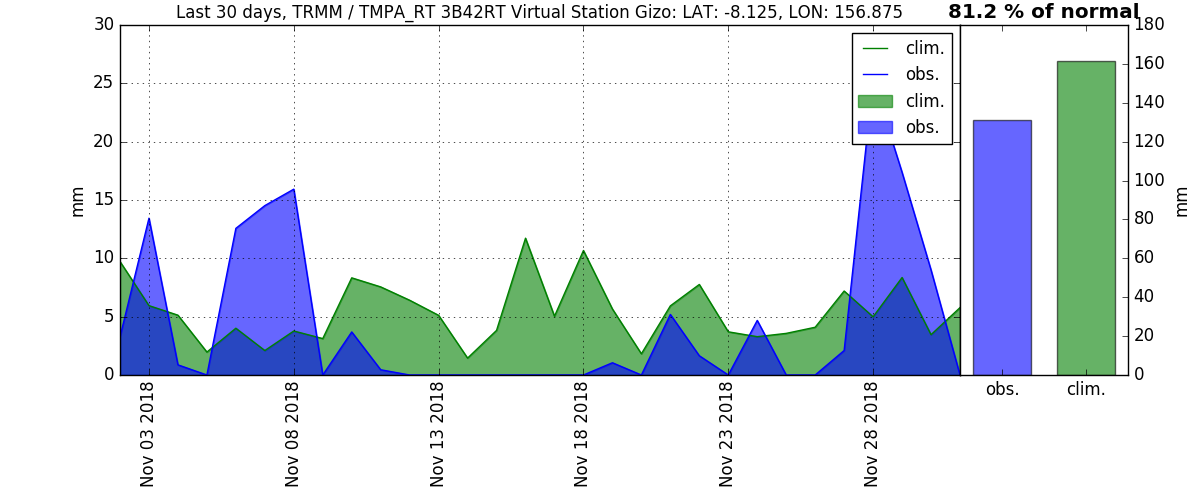 Last 30 days, TRMM / TMPA_RT 3B42RT Virtual Station Gizo: LAT: -8.125, LON: 156.875
81.2 % of normal
30
25
20
15
10
5
0
mm
clim.
obs.
clim.
obs.
Nov 03 2018
Nov 08 2018
Nov 13 2018
Nov 18 2018
Nov 23 2018
Nov 28 2018
180
160
140
120
100
80
60
40
20
0
mm
obs.
clim.